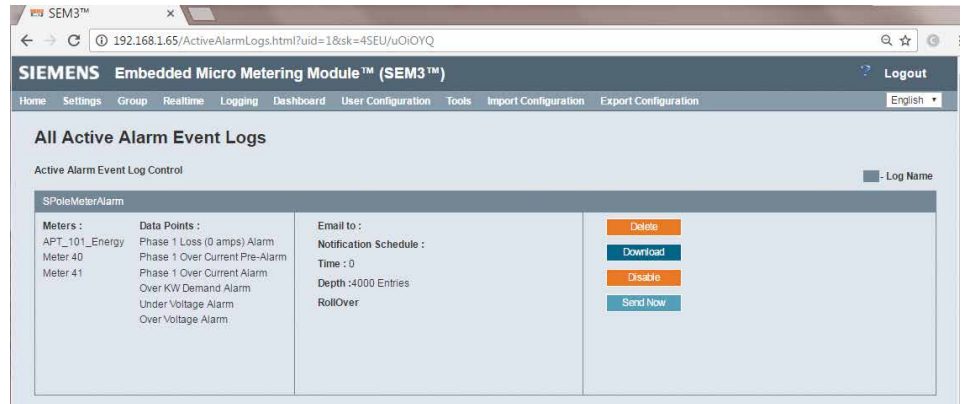 SEM3™
192.168.1.65/ActiveAlarmLogs.html?uid=1&sk=4SEU/uOiOYQ
SIEMENS Embedded Micro Metering Module™ (SEM3™)
? Logout
Home Settings Group Realtime Logging Dashboard User Configuration Tools Import Configuration Export Configuration
English
All Active Alarm Event Logs
Active Alarm Event Log Control
- Log Name
SPoleMeterAlarm
Meters :
APT_101_Energy
Meter 40
Meter 41
Data Points :
Phase 1 Loss (0 amps) Alarm
Phase 1 Over Current Pre-Alarm
Phase 1 Over Current Alarm
Over KW Demand Alarm
Under Voltage Alarm
Over Voltage Alarm
Email to :
Notification Schedule :
Time : 0
Depth :4000 Entries
RollOver
Delete
Download
Disable
Send Now